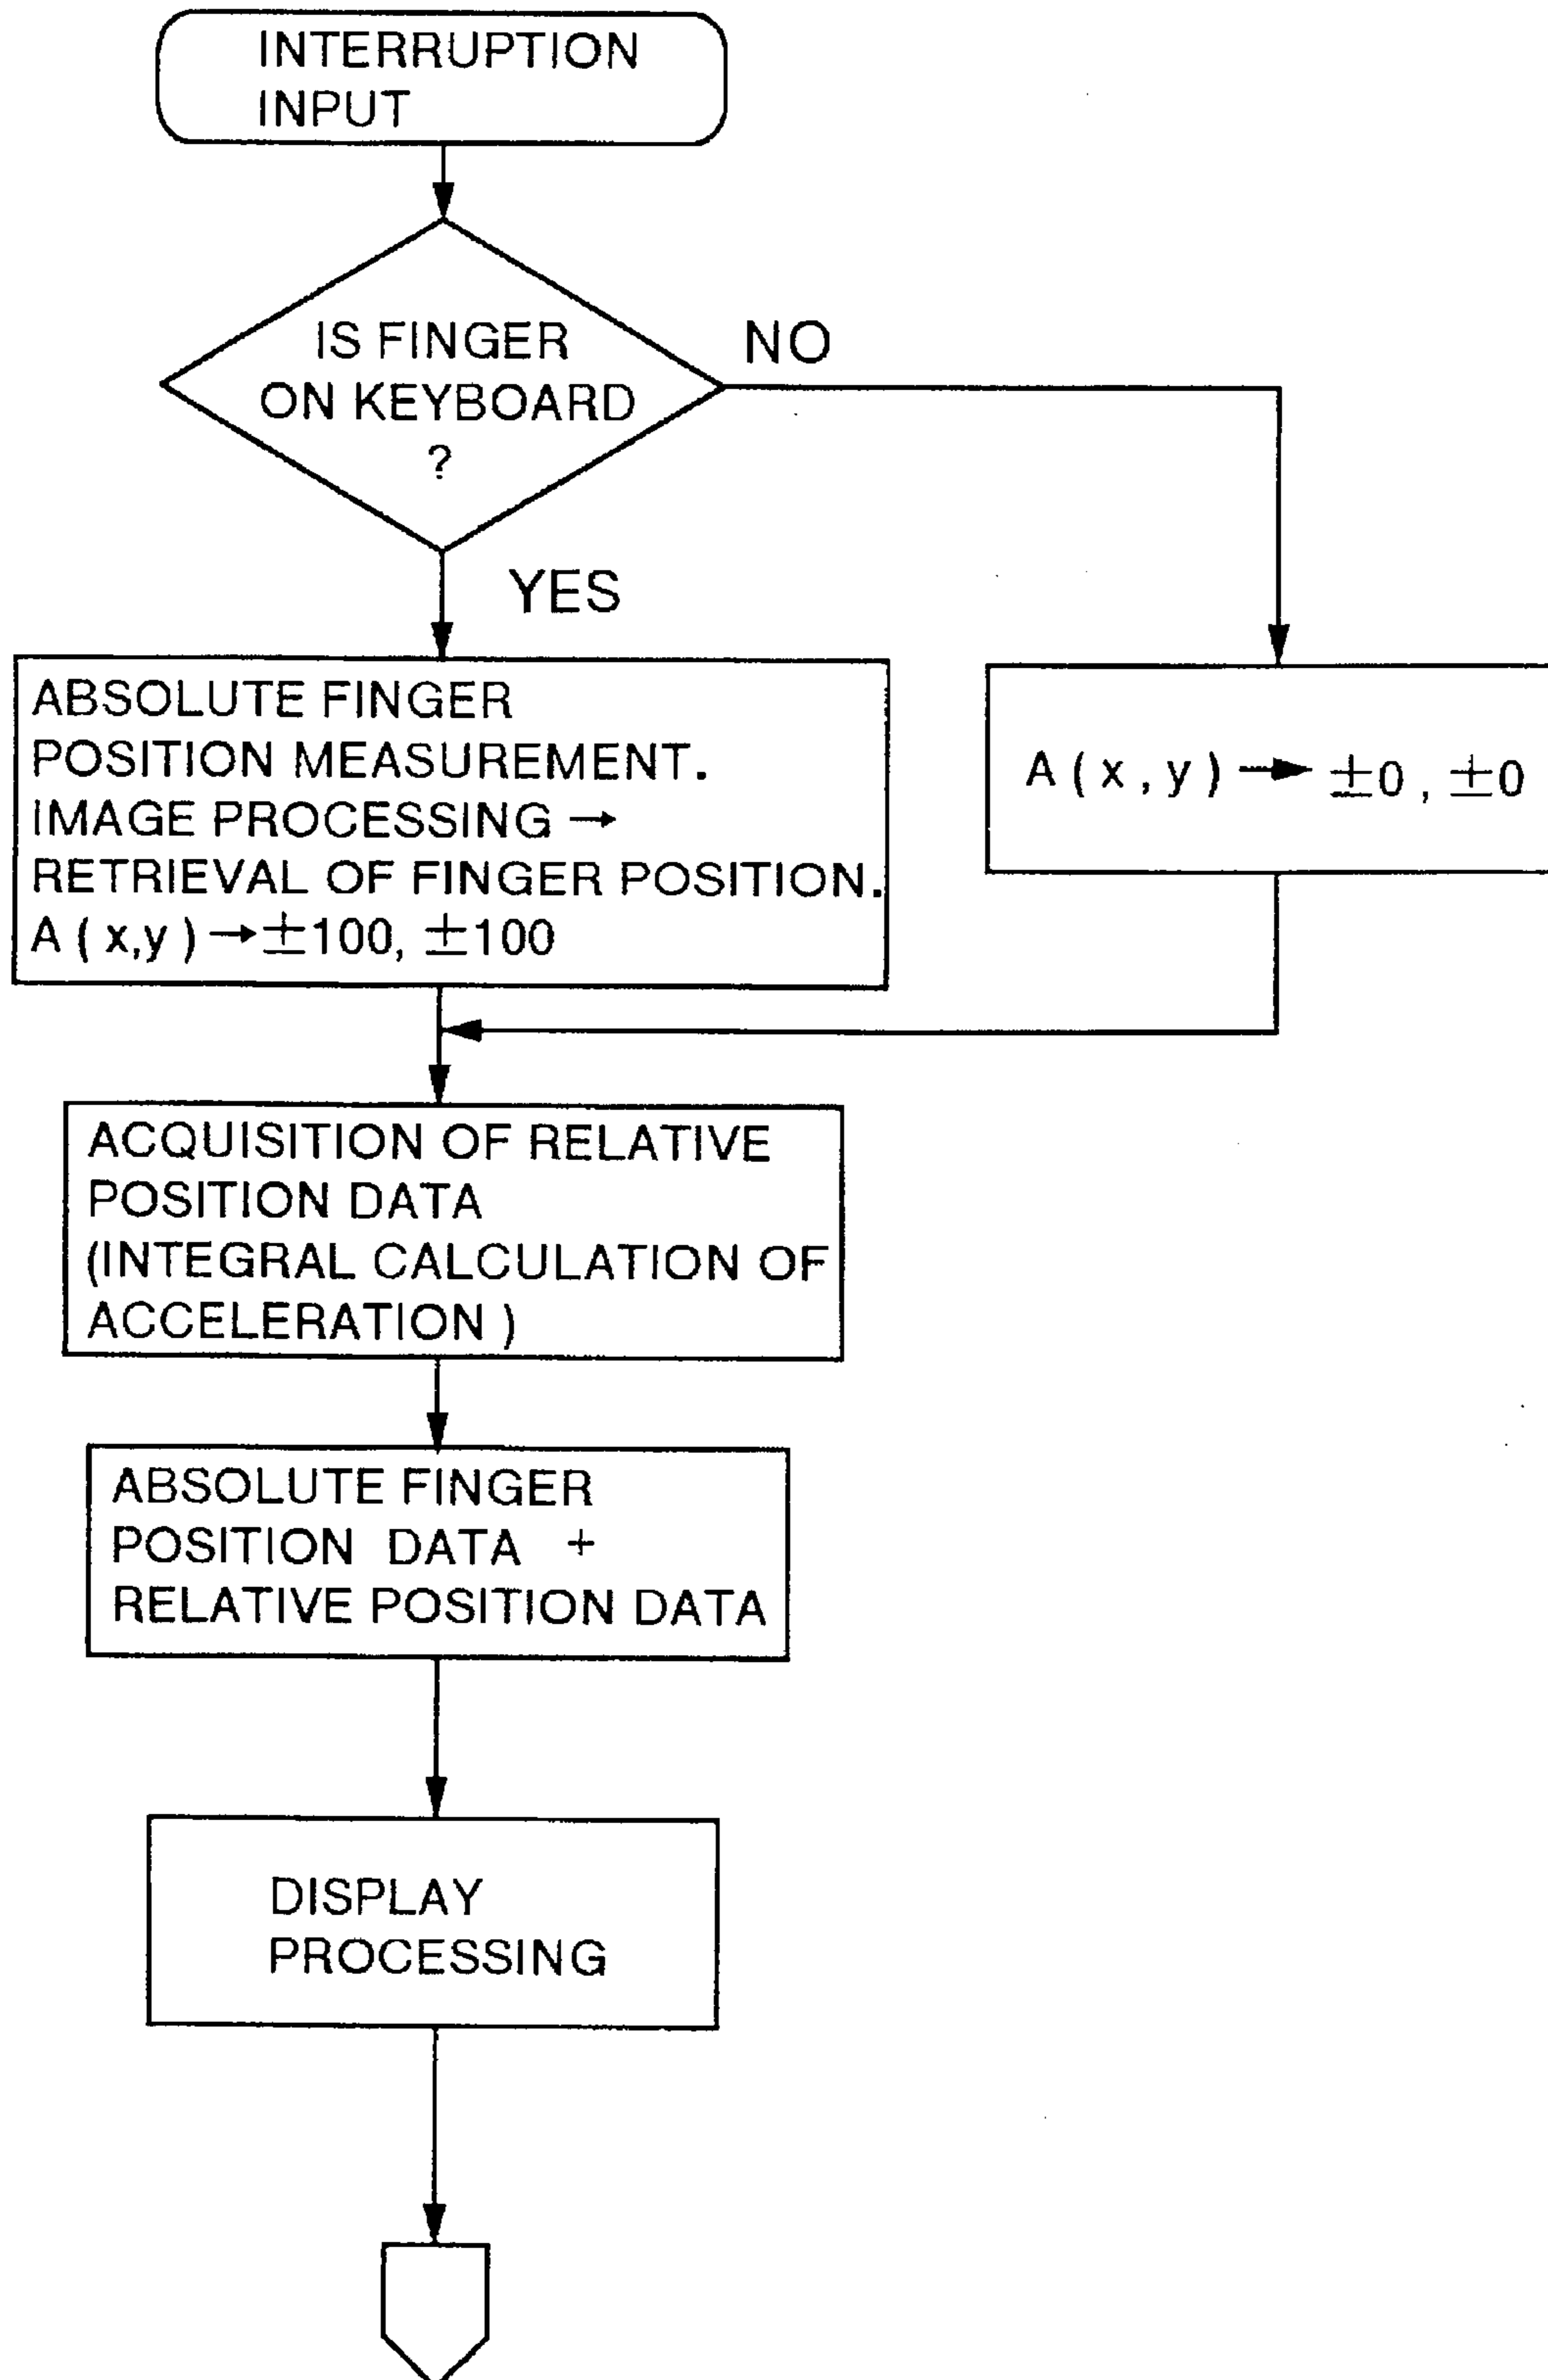 INTERRUPTION
INPUT
IS FINGER
ON KEYBOARD
?
NO
YES
ABSOLUTE FINGER
POSITION MEASUREMENT.
IMAGE PROCESSING →
RETRIEVAL OF FINGER POSITION.
A ( x,y ) → ±100, ±100
A ( x , y ) → ±0 , ±0
ACQUISITION OF RELATIVE
POSITION DATA
(INTEGRAL CALCULATION OF
ACCELERATION )
ABSOLUTE FINGER
POSITION DATA +
RELATIVE POSITION DATA
DISPLAY
PROCESSING